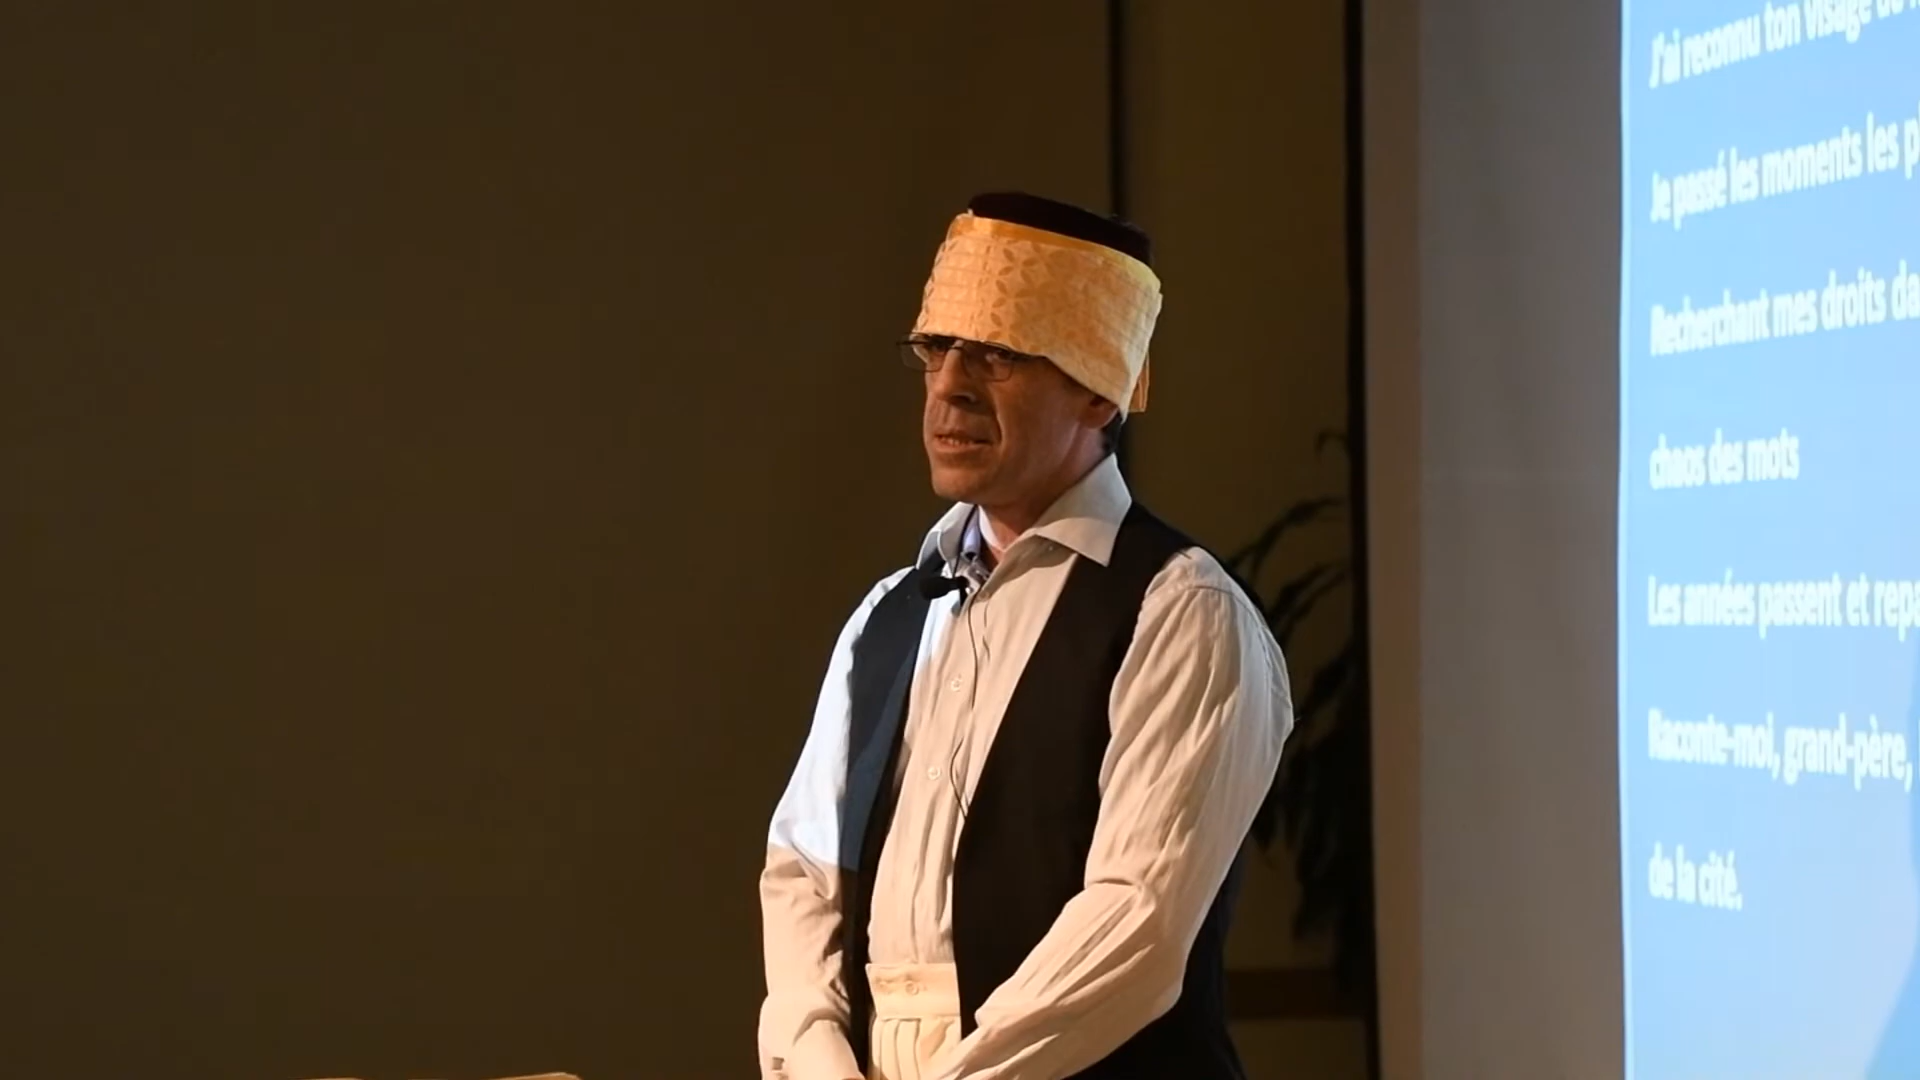 J'ai reconnu ton visage
Je passé les moments les
Recherchant mes droits
chaos des mots
Les années passent et
Raconte-moi, grand-père,
de la cité.